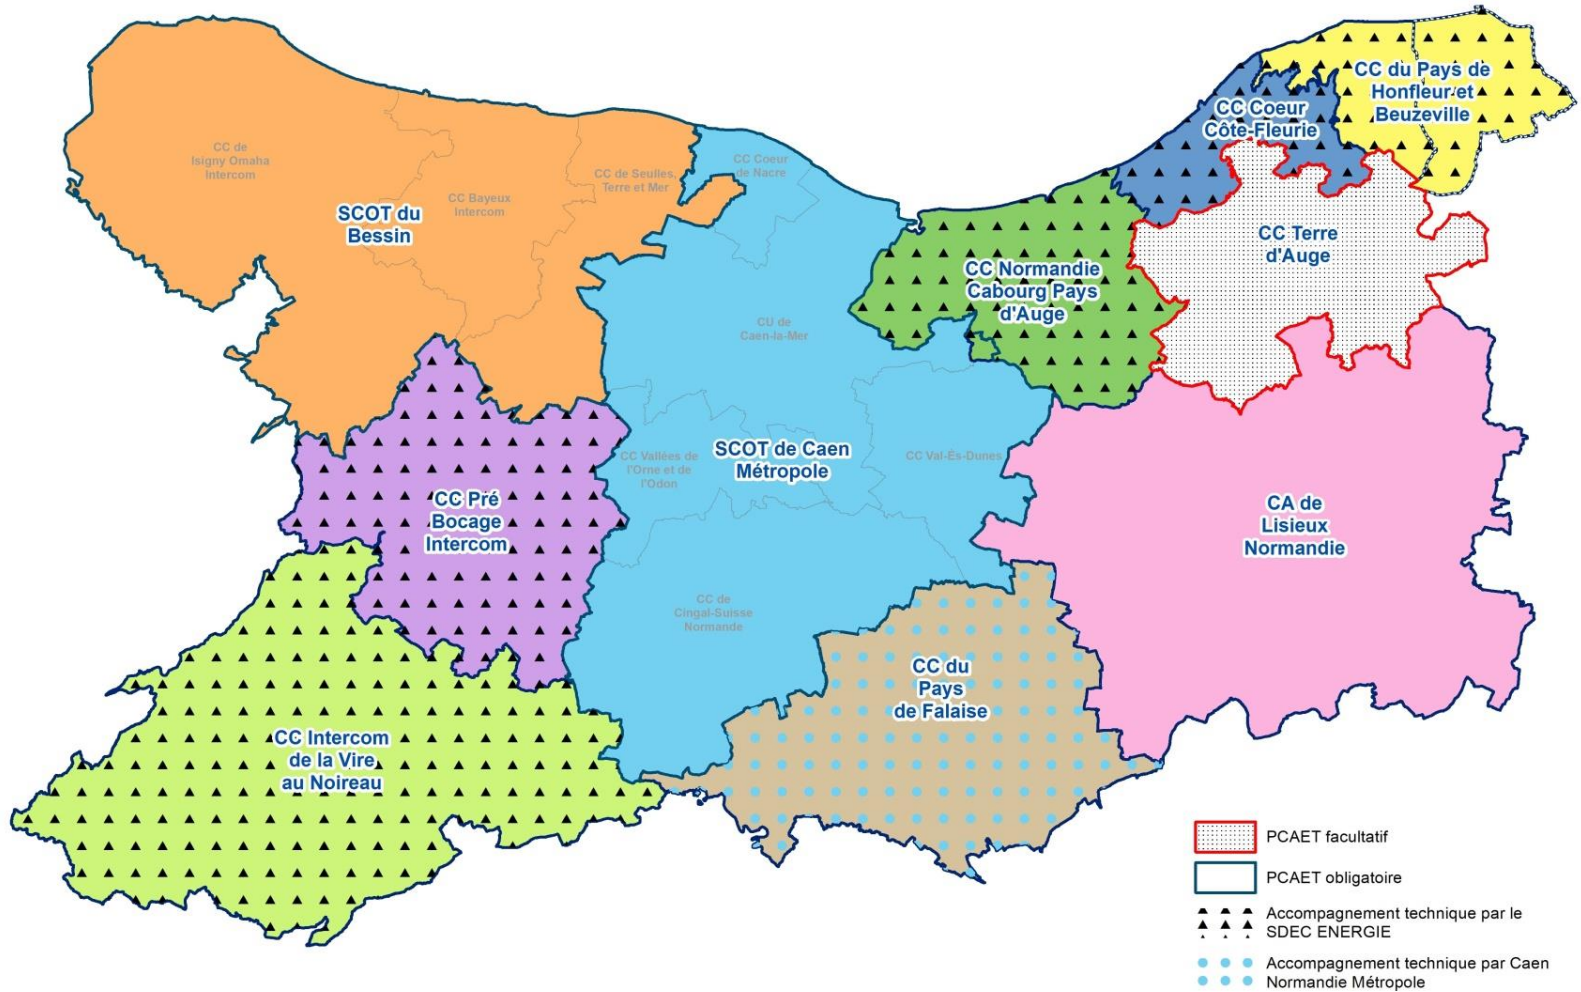 CC du Pays de
Honfleur et
Beuzeville
CC Coeur
Côte-Fleurie
CC de
Isigny Omaha
Intercom
CC Bayeux
Intercom
CC de Seulles,
Terre et Mer
CC Coeur
de Nacre
SCOT du
Bessin
CC Terre
d'Auge
CC Normandie
Cabourg Pays
d'Auge
CU de
Caen-la-Mer
SCOT de Caen
Métropole
CC Vallées de
l'Orne et de
l'Odon
CC Val-Ès-Dunes
CC Pré
Bocage
Intercom
CA de
Lisieux
Normandie
CC de
Cingal-Suisse
Normande
CC du
Pays
de Falaise
CC Intercom
de la Vire
au Noireau
PCAET facultatif
PCAET obligatoire
Accompagnement technique par le
SDEC ENERGIE
Accompagnement technique par Caen
Normandie Métropole